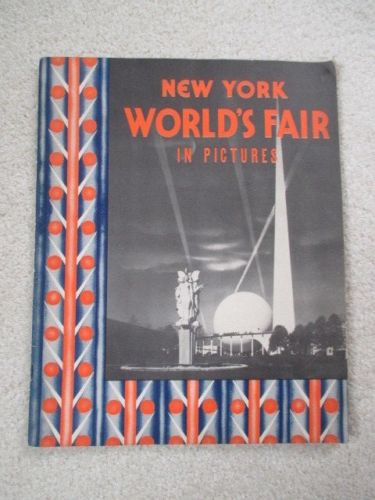 NEW YORK
WORLD'S FAIR
IN PICTURES